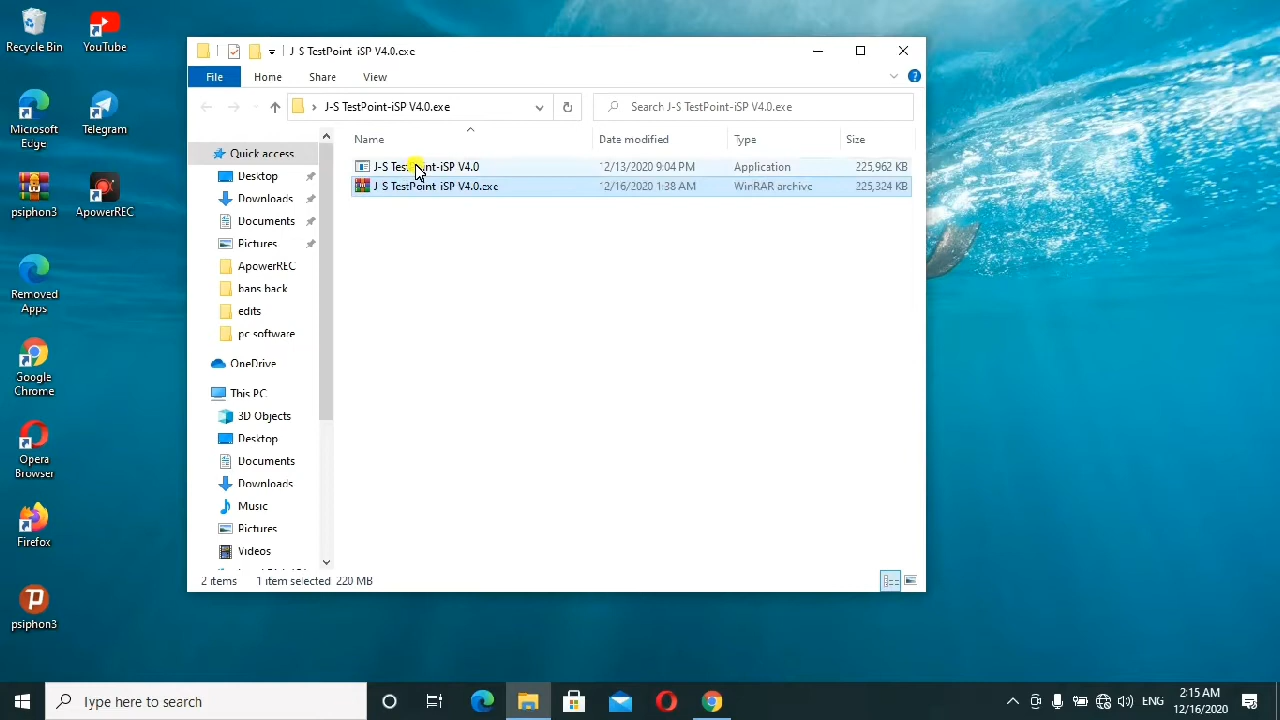 Recycle Bin
YouTube
Microsoft
Edge
Telegram
psiphon3
ApowerREC
Removed
Apps
Google
Chrome
Opera
Browser
Firefox
psiphon3
J-S TestPoint-iSP V4.0.exe
File Home Share View
J-S TestPoint-iSP V4.0.exe
Search J-S TestPoint-iSP V4.0.exe
Name Date modified Type Size
J-S TestPoint-iSP V4.0 12/13/2020 9:04 PM Application 225,962 KB
J-S TestPoint-iSP V4.0.exe 12/16/2020 1:38 AM WinRAR archive 225,324 KB
Quick access
Desktop
Downloads
Documents
Pictures
ApowerREC
bans back
edits
pc software
OneDrive
This PC
3D Objects
Desktop
Documents
Downloads
Music
Pictures
Videos
2 items 1 item selected 220 MB
Type here to search
ENG
2:15 AM
12/16/2020